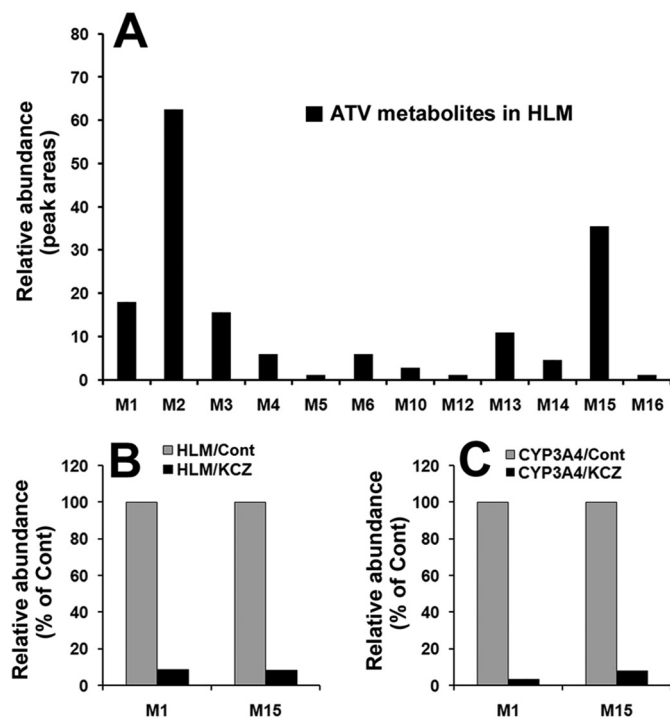 A
80
70
60
50
40
30
20
10
0
Relative abundance
(peak areas)
ATV metabolites in HLM
M1 M2 M3 M4 M5 M6 M10 M12 M13 M14 M15 M16
B
HLM/Cont
HLM/KCZ
120
100
80
60
40
20
0
Relative abundance
(% of Cont)
M1 M15
C
CYP3A4/Cont
CYP3A4/KCZ
120
100
80
60
40
20
0
Relative abundance
(% of Cont)
M1 M15